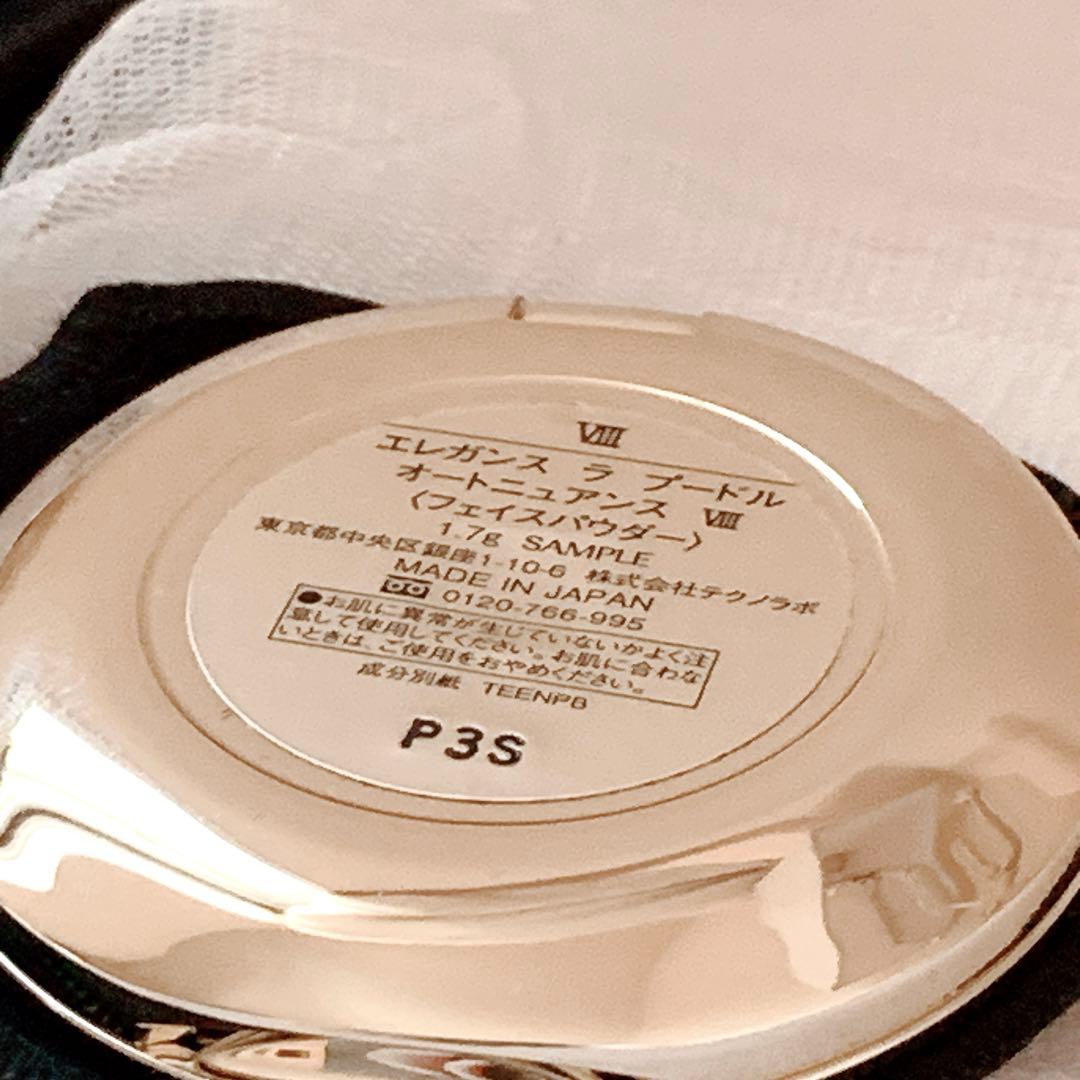 Ⅷ
エレガンス ラ プードル
オートニュアンス Ⅷ
〈フェイスパウダー〉
1.7g SAMPLE
東京都中央区銀座1-10-6 株式会社テクノラボ
MADE IN JAPAN
0120-766-995
●お肌に異常が生じていないかよく注
意して使用してください。お肌に合わな
いときは、ご使用をおやめください。
成分別紙 TEENPB
P3S